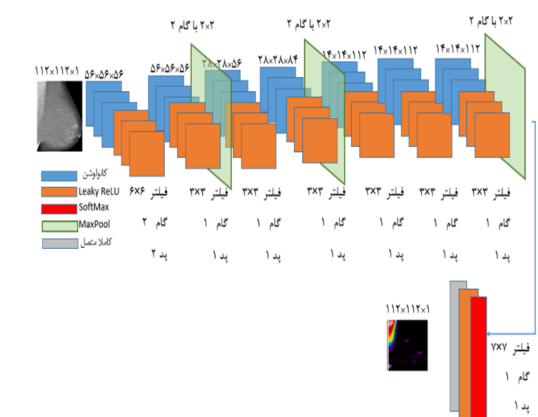 ۲×۲ با گام ۲
۲×۲ با گام ۲
۲×۲ با گام ۲
۱۱۲×۱۱۲×۱
۵۶×۵۶×۵۶
۵۶×۵۶×۵۶
۲۸×۲۸×۵۶
۲۸×۲۸×۸۴
۱۴×۱۴×۱۱۲
۱۴×۱۴×۱۱۲
۱۴×۱۴×۱۱۲
کانولوشن
Leaky ReLU
SoftMax
MaxPool
کاملا متصل
فیلتر ۶×۶
گام ۲
پد ۲
فیلتر ۳×۳
گام ۱
پد ۱
فیلتر ۳×۳
گام ۱
پد ۱
فیلتر ۳×۳
گام ۱
پد ۱
فیلتر ۳×۳
گام ۱
پد ۱
فیلتر ۳×۳
گام ۱
پد ۱
فیلتر ۳×۳
گام ۱
پد ۱
۱۱۲×۱۱۲×۱
فیلتر ۷×۷
گام ۱
پد ۱